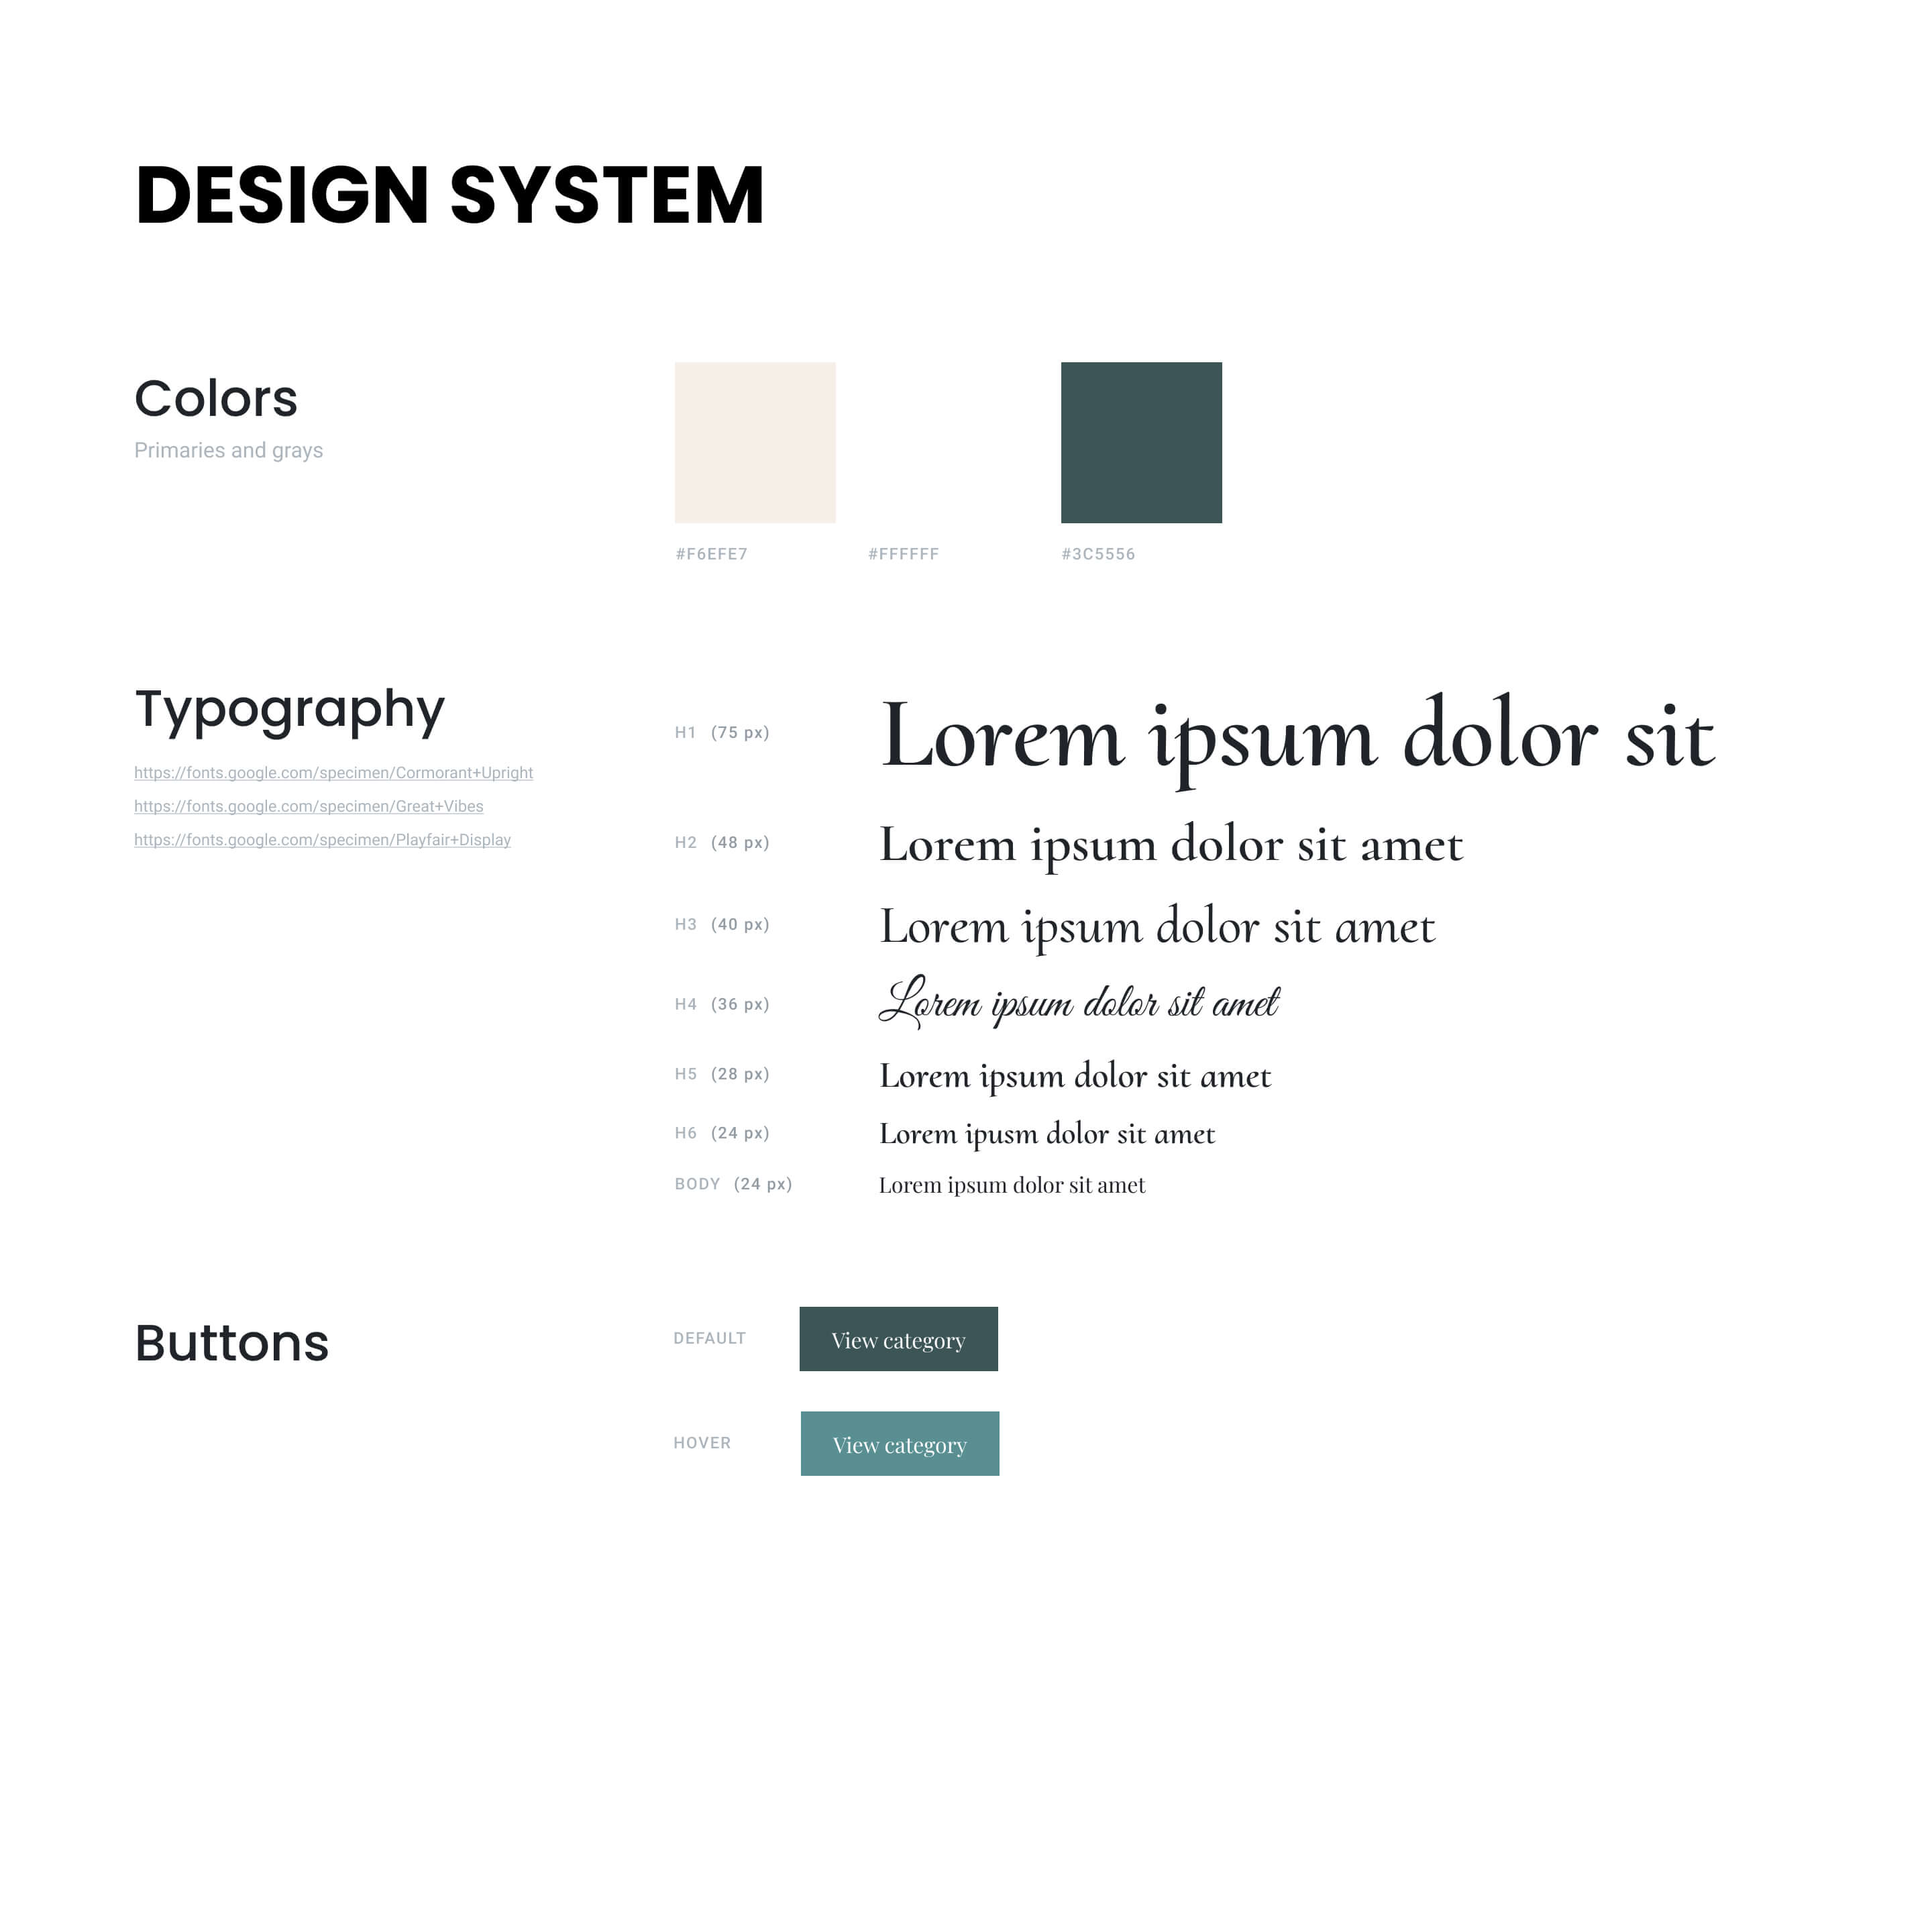 DESIGN SYSTEM
Colors
Primaries and grays
#F6EFE7
#FFFFFF
#3C5556
Typography
https://fonts.google.com/specimen/Cormorant+Upright
https://fonts.google.com/specimen/Great+Vibes
https://fonts.google.com/specimen/Playfair+Display
H1 (75 px) Lorem ipsum dolor sit
H2 (48 px) Lorem ipsum dolor sit amet
H3 (40 px) Lorem ipsum dolor sit amet
H4 (36 px) Lorem ipsum dolor sit amet
H5 (28 px) Lorem ipsum dolor sit amet
H6 (24 px) Lorem ipusm dolor sit amet
BODY (24 px) Lorem ipsum dolor sit amet
Buttons
DEFAULT View category
HOVER View category